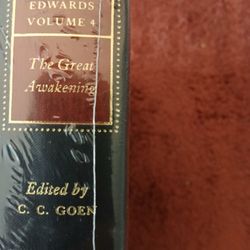 EDWARDS
VOLUME 4
The Great
Awakening
Edited by
C. C. GOEN